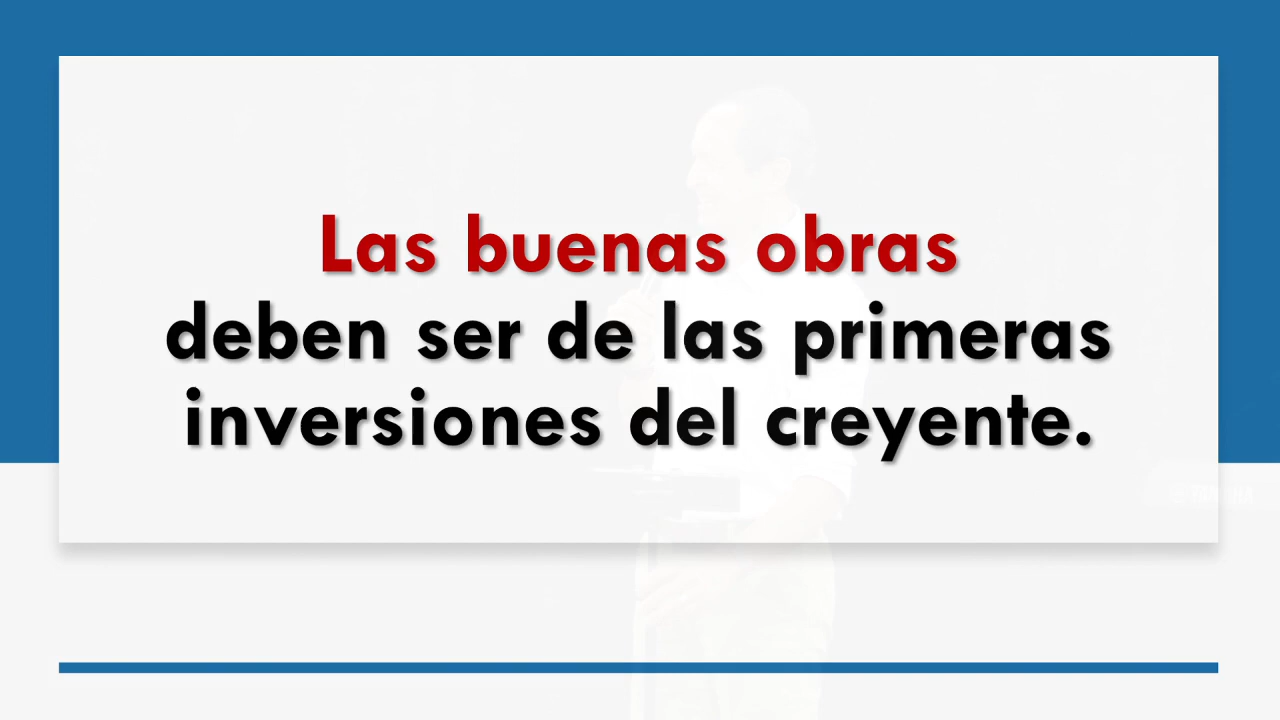 Las buenas obras
deben ser de las primeras
inversiones del creyente.